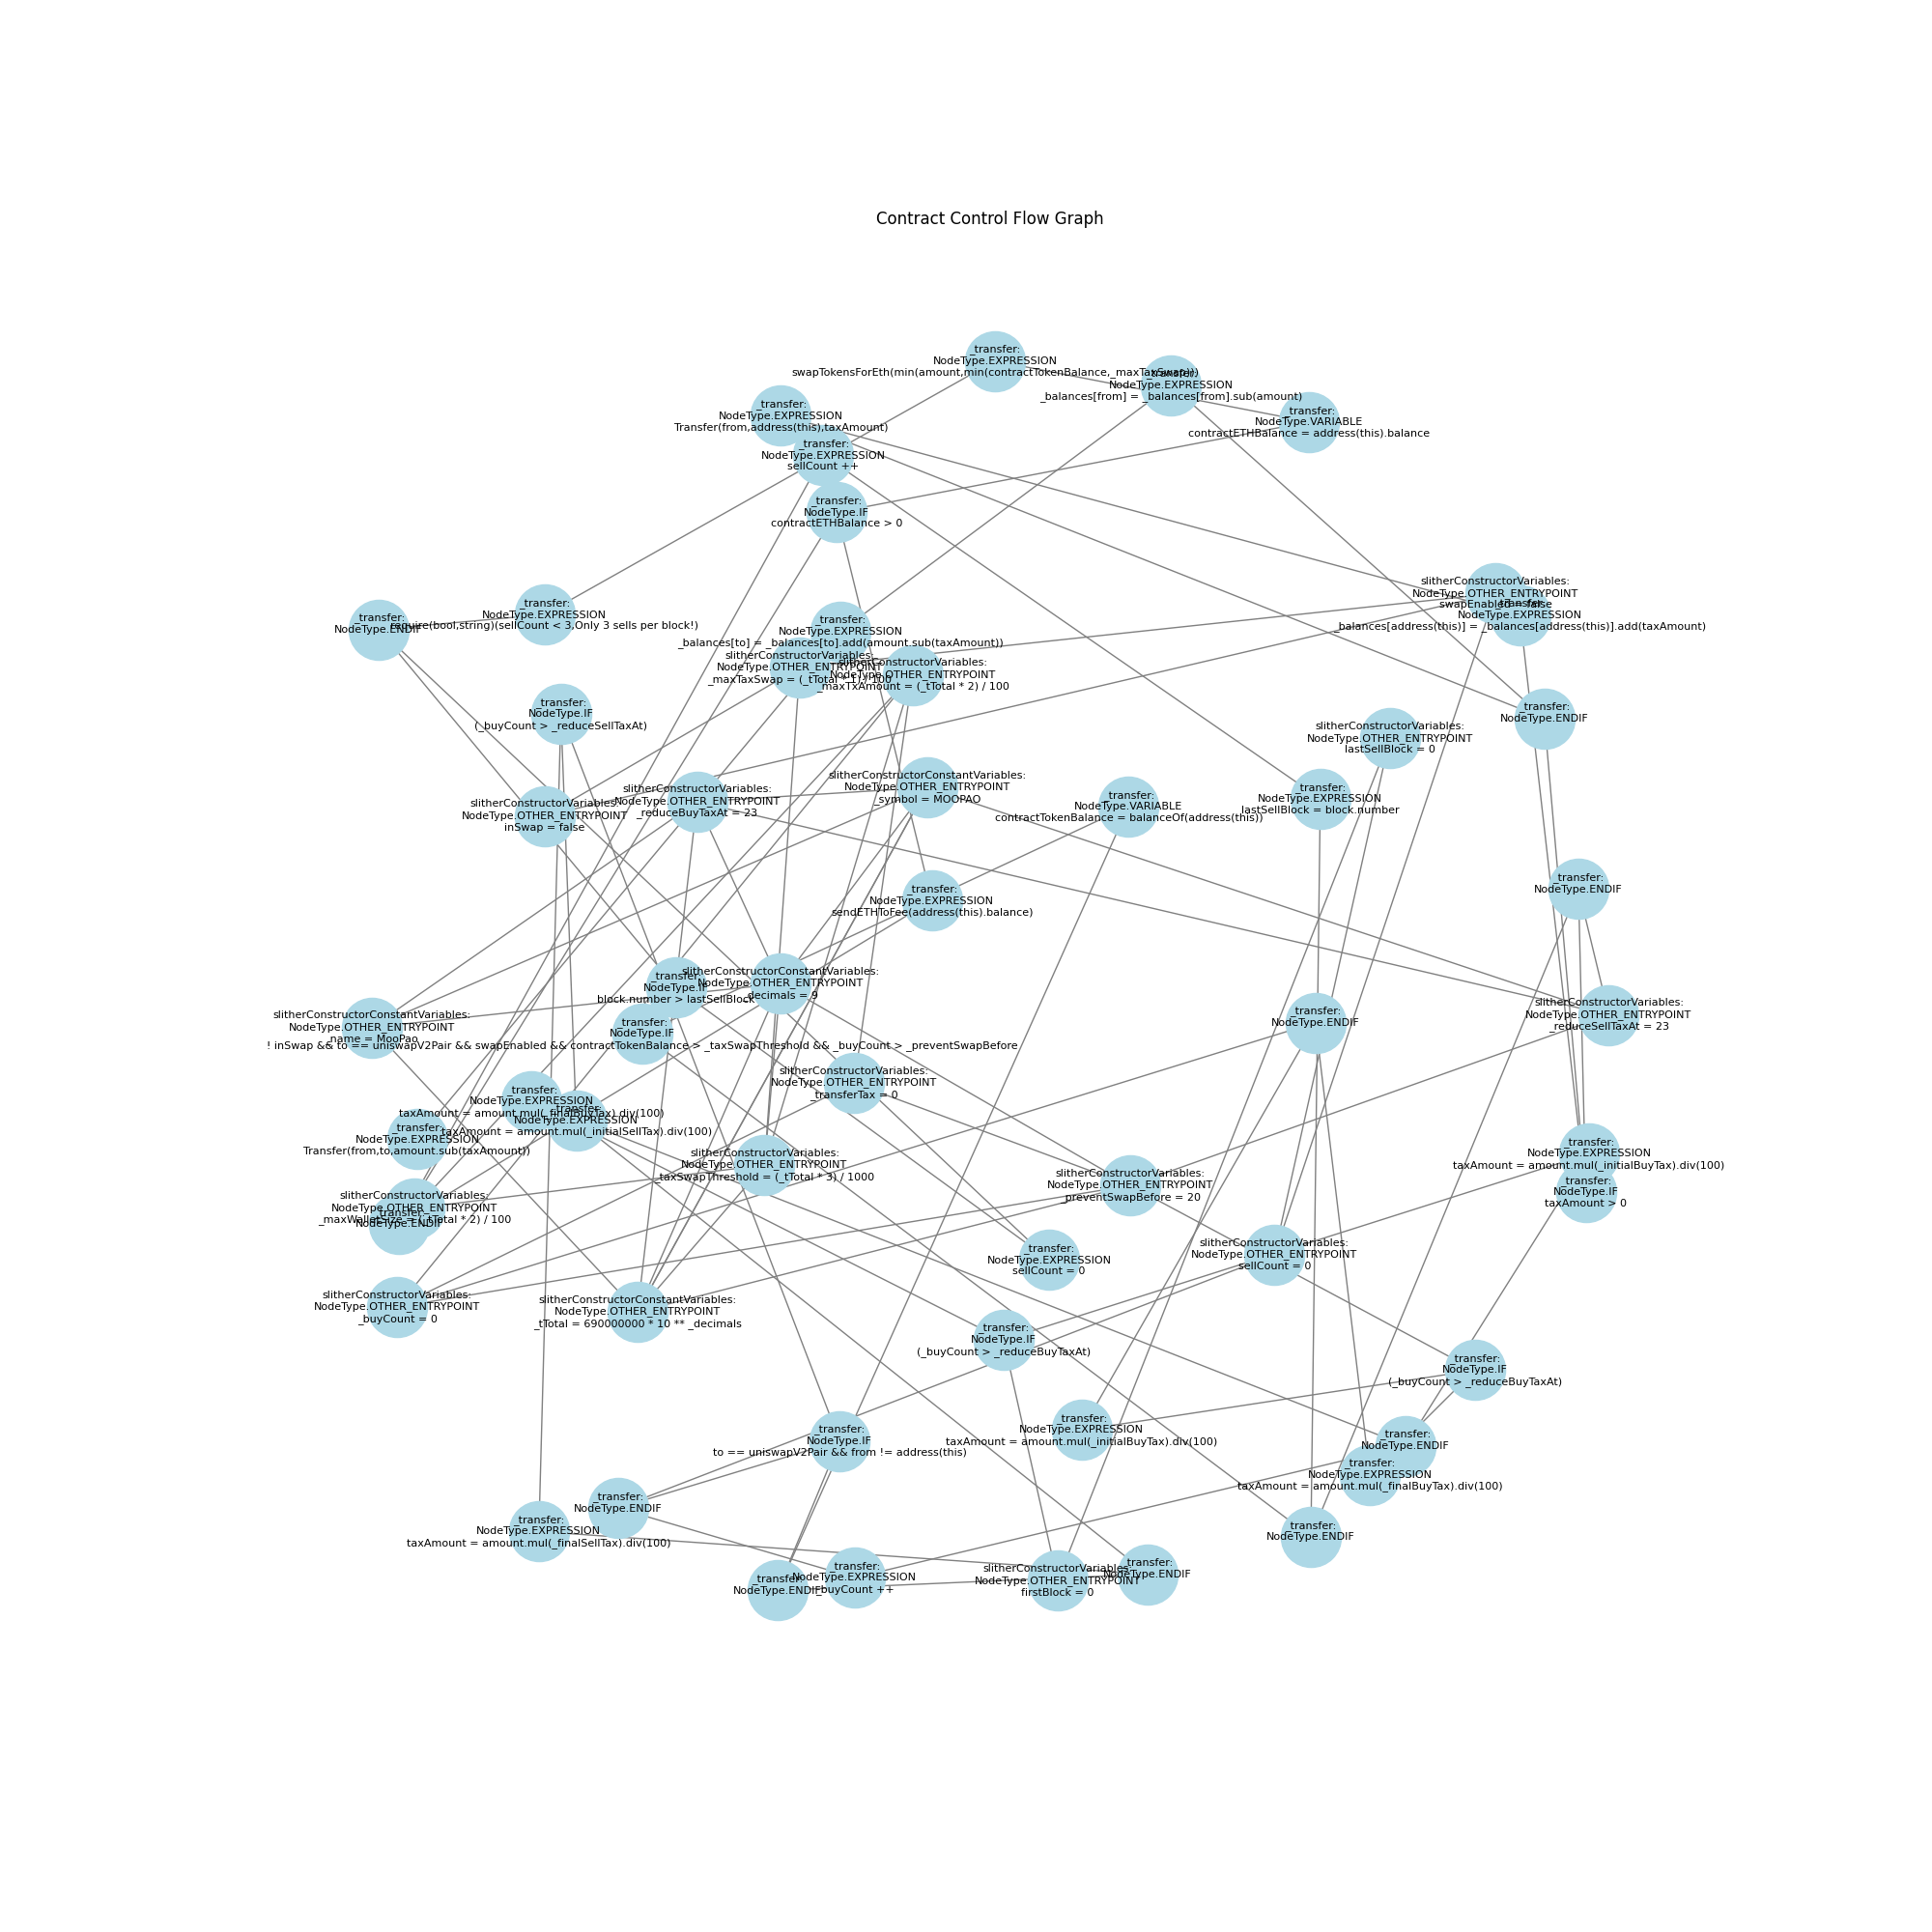 Contract Control Flow Graph
_transfer:
NodeType.EXPRESSION
swapTokensForEth(min(amount,min(contractTokenBalance,_maxTaxSwap)))
_transfer:
NodeType.EXPRESSION
_balances[from] = _balances[from].sub(amount)
_transfer:
NodeType.EXPRESSION
Transfer(from,address(this),taxAmount)
_transfer:
NodeType.VARIABLE
contractETHBalance = address(this).balance
_transfer:
NodeType.EXPRESSION
sellCount ++
_transfer:
NodeType.IF
contractETHBalance > 0
slitherConstructorVariables:
NodeType.OTHER_ENTRYPOINT
swapEnabled = false
_transfer:
NodeType.EXPRESSION
_balances[address(this)] = _balances[address(this)].add(taxAmount)
_transfer:
NodeType.EXPRESSION
require(bool,string)(sellCount < 3,Only 3 sells per block!)
_transfer:
NodeType.ENDIF
_transfer:
NodeType.EXPRESSION
_balances[to] = _balances[to].add(amount.sub(taxAmount))
slitherConstructorVariables:
NodeType.OTHER_ENTRYPOINT
_maxTaxSwap = (_tTotal * 1) / 100
slitherConstructorVariables:
NodeType.OTHER_ENTRYPOINT
_maxTxAmount = (_tTotal * 2) / 100
_transfer:
NodeType.IF
(_buyCount > _reduceSellTaxAt)
_transfer:
NodeType.ENDIF
slitherConstructorVariables:
NodeType.OTHER_ENTRYPOINT
lastSellBlock = 0
slitherConstructorConstantVariables:
NodeType.OTHER_ENTRYPOINT
_symbol = MOOPAO
slitherConstructorVariables:
NodeType.OTHER_ENTRYPOINT
_reduceBuyTaxAt = 23
_transfer:
NodeType.EXPRESSION
lastSellBlock = block.number
slitherConstructorVariables:
NodeType.OTHER_ENTRYPOINT
inSwap = false
_transfer:
NodeType.VARIABLE
contractTokenBalance = balanceOf(address(this))
_transfer:
NodeType.ENDIF
_transfer:
NodeType.EXPRESSION
sendETHToFee(address(this).balance)
slitherConstructorConstantVariables:
NodeType.OTHER_ENTRYPOINT
_decimals = 9
_transfer:
NodeType.IF
block.number > lastSellBlock
slitherConstructorVariables:
NodeType.OTHER_ENTRYPOINT
_reduceSellTaxAt = 23
_transfer:
NodeType.ENDIF
slitherConstructorConstantVariables:
NodeType.OTHER_ENTRYPOINT
_name = MooPao
_transfer:
NodeType.IF
! inSwap && to == uniswapV2Pair && swapEnabled && contractTokenBalance > _taxSwapThreshold && _buyCount > _preventSwapBefore
slitherConstructorVariables:
NodeType.OTHER_ENTRYPOINT
_transferTax = 0
_transfer:
NodeType.EXPRESSION
taxAmount = amount.mul(_finalBuyTax).div(100)
_transfer:
NodeType.EXPRESSION
taxAmount = amount.mul(_initialSellTax).div(100)
_transfer:
NodeType.EXPRESSION
Transfer(from,to,amount.sub(taxAmount))
_transfer:
NodeType.EXPRESSION
taxAmount = amount.mul(_initialBuyTax).div(100)
slitherConstructorVariables:
NodeType.OTHER_ENTRYPOINT
_taxSwapThreshold = (_tTotal * 3) / 1000
slitherConstructorVariables:
NodeType.OTHER_ENTRYPOINT
_preventSwapBefore = 20
_transfer:
NodeType.IF
taxAmount > 0
slitherConstructorVariables:
NodeType.OTHER_ENTRYPOINT
_maxWalletSize = (_tTotal * 2) / 100
_transfer:
NodeType.ENDIF
_transfer:
NodeType.EXPRESSION
sellCount = 0
slitherConstructorVariables:
NodeType.OTHER_ENTRYPOINT
sellCount = 0
slitherConstructorVariables:
NodeType.OTHER_ENTRYPOINT
_buyCount = 0
slitherConstructorConstantVariables:
NodeType.OTHER_ENTRYPOINT
_tTotal = 690000000 * 10 ** _decimals
_transfer:
NodeType.IF
(_buyCount > _reduceBuyTaxAt)
_transfer:
NodeType.IF
(_buyCount > _reduceBuyTaxAt)
_transfer:
NodeType.EXPRESSION
taxAmount = amount.mul(_initialBuyTax).div(100)
_transfer:
NodeType.IF
to == uniswapV2Pair && from != address(this)
_transfer:
NodeType.ENDIF
_transfer:
NodeType.EXPRESSION
taxAmount = amount.mul(_finalBuyTax).div(100)
_transfer:
NodeType.ENDIF
_transfer:
NodeType.EXPRESSION
taxAmount = amount.mul(_finalSellTax).div(100)
_transfer:
NodeType.ENDIF
_transfer:
NodeType.ENDIF
_transfer:
NodeType.EXPRESSION
_buyCount ++
slitherConstructorVariables:
NodeType.OTHER_ENTRYPOINT
firstBlock = 0
_transfer:
NodeType.ENDIF